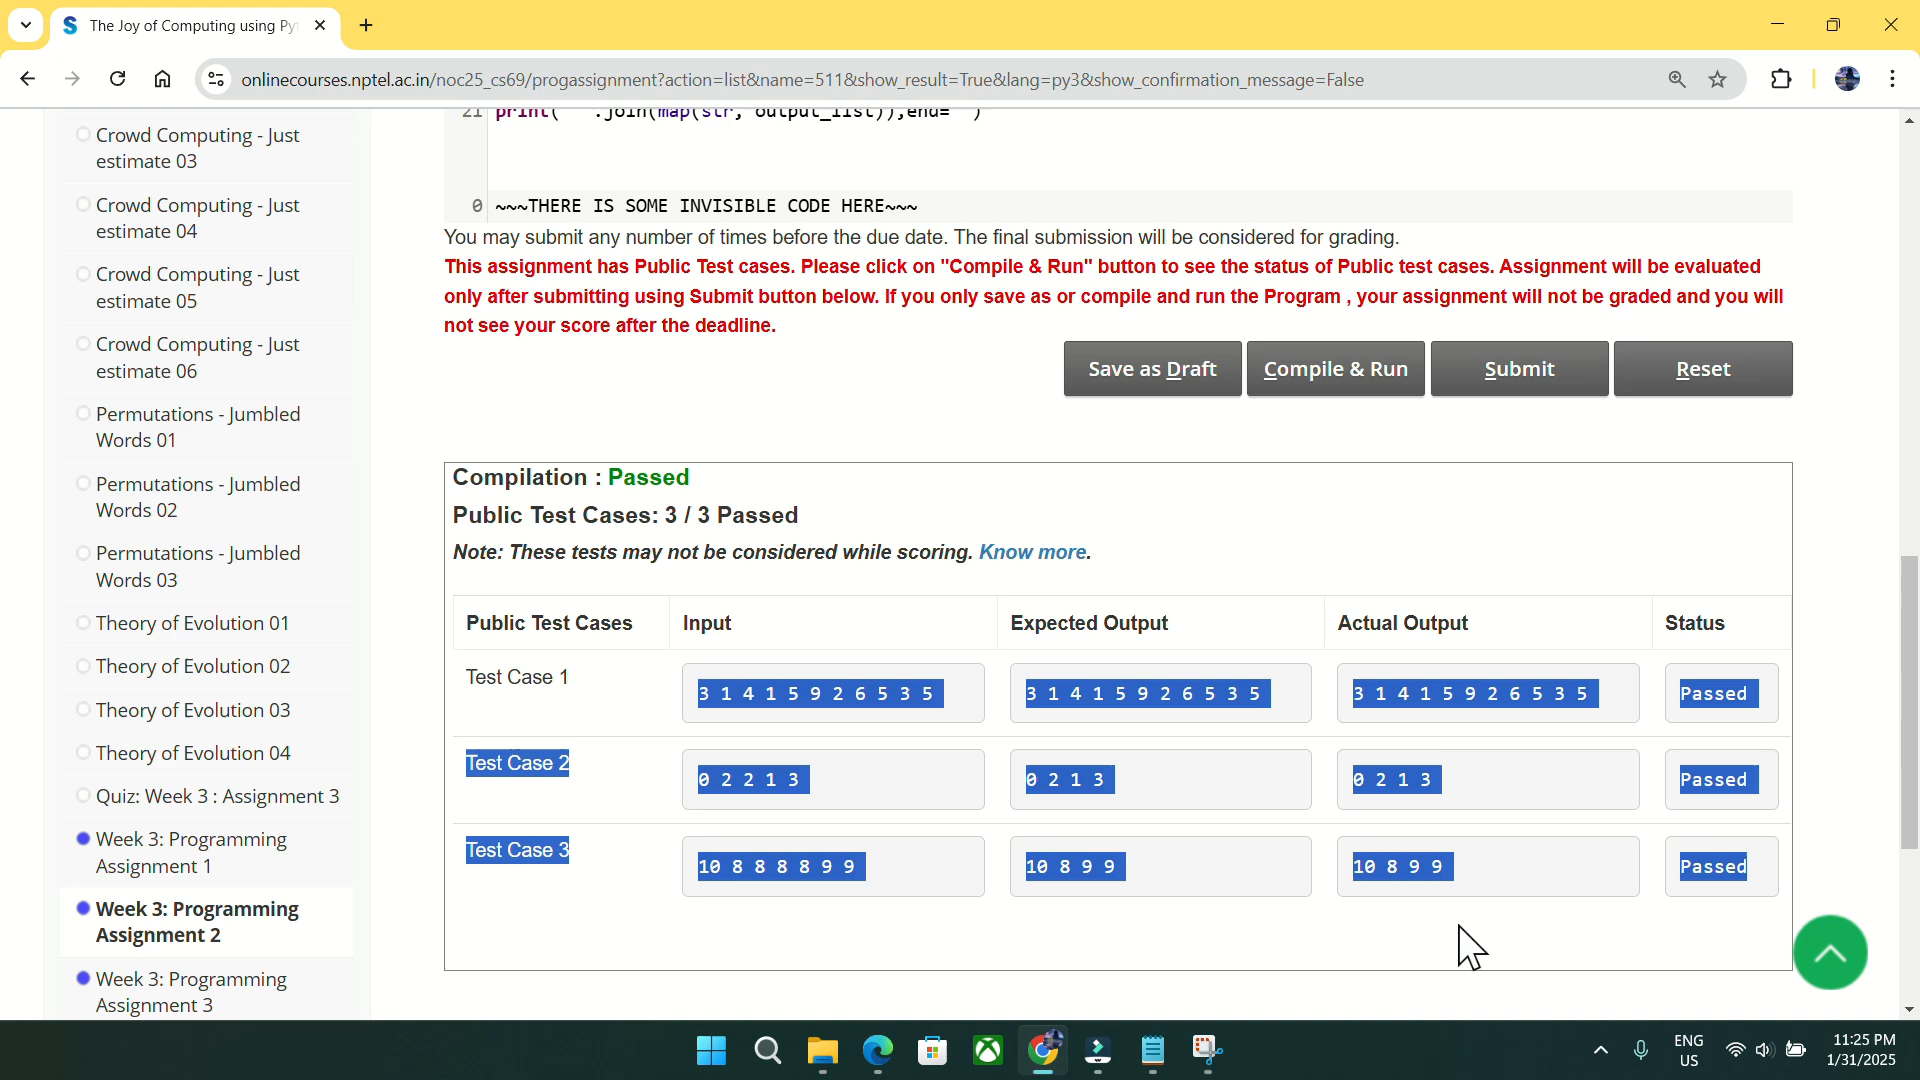 The Joy of Computing using Py
onlinecourses.nptel.ac.in/noc25_cs69/progassignment?action=list&name=511&show_result=True&lang=py3&show_confirmation_message=False
Crowd Computing - Just
estimate 03
Crowd Computing - Just
estimate 04
Crowd Computing - Just
estimate 05
Crowd Computing - Just
estimate 06
Permutations - Jumbled
Words 01
Permutations - Jumbled
Words 02
Permutations - Jumbled
Words 03
Theory of Evolution 01
Theory of Evolution 02
Theory of Evolution 03
Theory of Evolution 04
Quiz: Week 3 : Assignment 3
Week 3: Programming
Assignment 1
Week 3: Programming
Assignment 2
Week 3: Programming
Assignment 3
21 print(" ".join(map(str, output_list)),end="")
0 ~~~THERE IS SOME INVISIBLE CODE HERE~~~
You may submit any number of times before the due date. The final submission will be considered for grading.
This assignment has Public Test cases. Please click on "Compile & Run" button to see the status of Public test cases. Assignment will be evaluated
only after submitting using Submit button below. If you only save as or compile and run the Program , your assignment will not be graded and you will
not see your score after the deadline.
Save as Draft Compile & Run Submit Reset
Compilation : Passed
Public Test Cases: 3 / 3 Passed
Note: These tests may not be considered while scoring. Know more.
Public Test Cases Input Expected Output Actual Output Status
Test Case 1 3 1 4 1 5 9 2 6 5 3 5 3 1 4 1 5 9 2 6 5 3 5 3 1 4 1 5 9 2 6 5 3 5 Passed
Test Case 2 0 2 2 1 3 0 2 1 3 0 2 1 3 Passed
Test Case 3 10 8 8 8 8 9 9 10 8 9 9 10 8 9 9 Passed
ENG
US
11:25 PM
1/31/2025